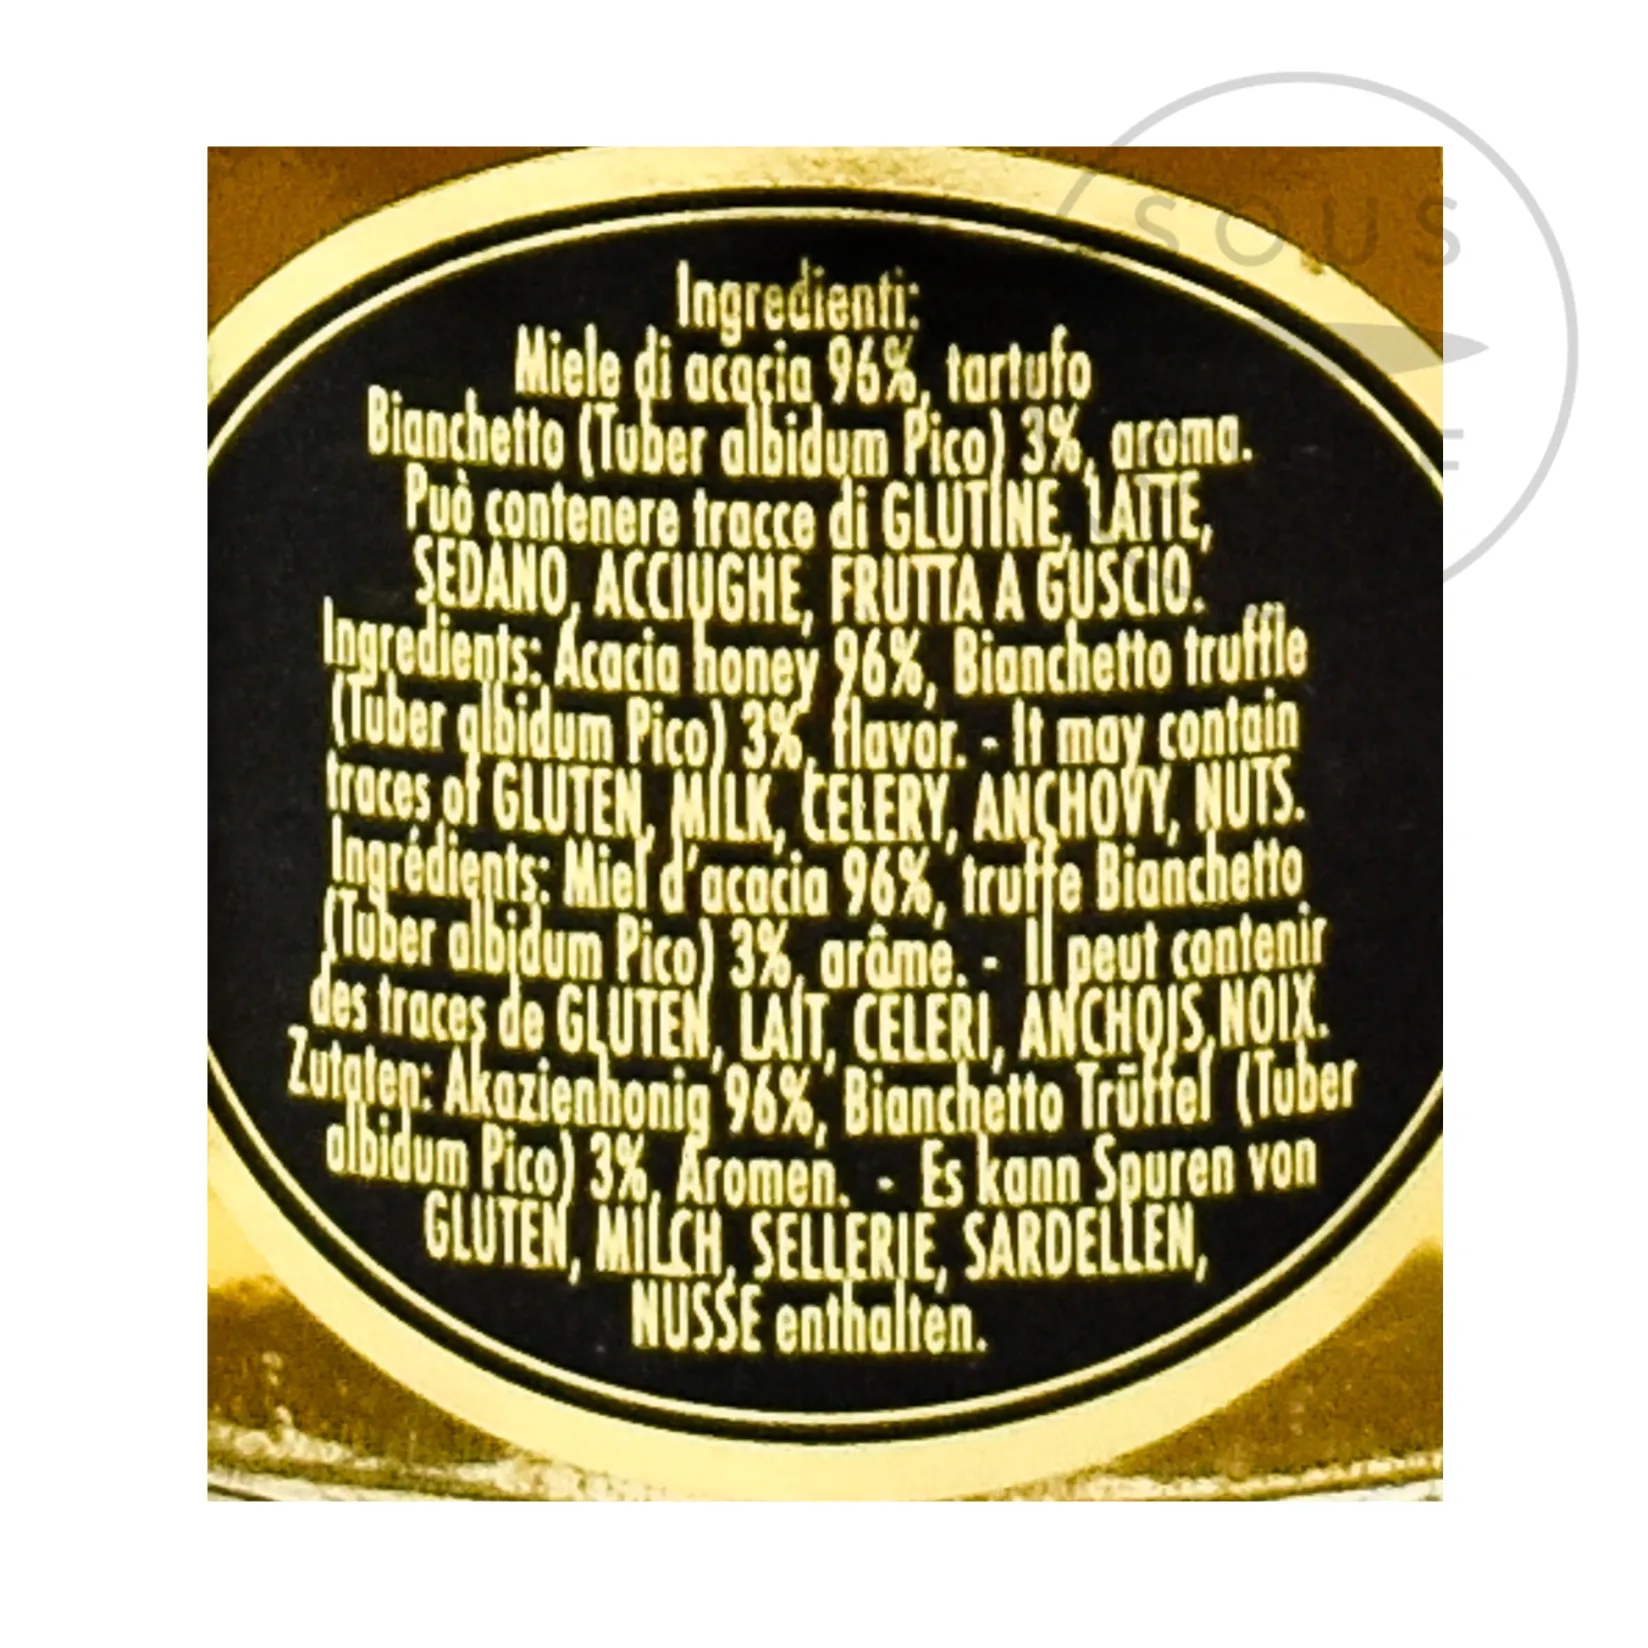 SOUS
Ingredienti:
Miele di acacia 96%, tartufo
Bianchetto (Tuber albidum Pico) 3%, aroma.
Può contenere tracce di GLUTINE, LATTE,
SEDANO, ACCIUGHE, FRUTTA A GUSCIO.
Ingredients: Acacia honey 96%, Bianchetto truffle
(Tuber albidum Pico) 3%, flavor. - It may contain
traces of GLUTEN, MILK, CELERY, ANCHOVY, NUTS.
Ingrédients: Miel d'acacia 96%, truffe Bianchetto
(Tuber albidum Pico) 3%, arôme. - Il peut contenir
des traces de GLUTEN, LAIT, CELERI, ANCHOIS, NOIX.
Zutaten: Akazienhonig 96%, Bianchetto Trüffel (Tuber
albidum Pico) 3%, Aromen. - Es kann Spuren von
GLUTEN, MILCH, SELLERIE, SARDELLEN,
NUSSE enthalten.